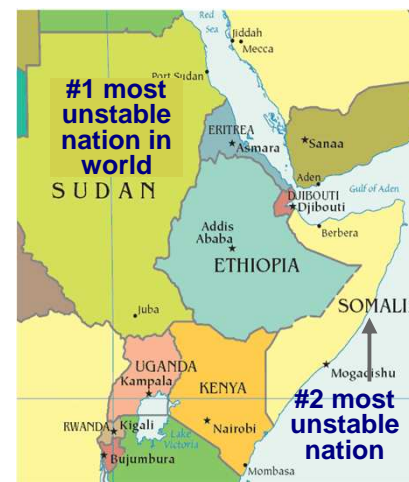 Red
Sea
Jiddah
Mecca
Port Sudan
#1 most
unstable
nation in
world
ERITREA
Asmara
Sanaa
SUDAN
Aden
Gulf of Aden
DJIBOUTI
Djibouti
Addis
Ababa
Berbera
ETHIOPIA
Juba
SOMALI
UGANDA
Kampala
Mogadishu
KENYA
#2 most
unstable
nation
RWANDA
Kigali
Nairobi
Lake
Victoria
Bujumbura
Mombasa